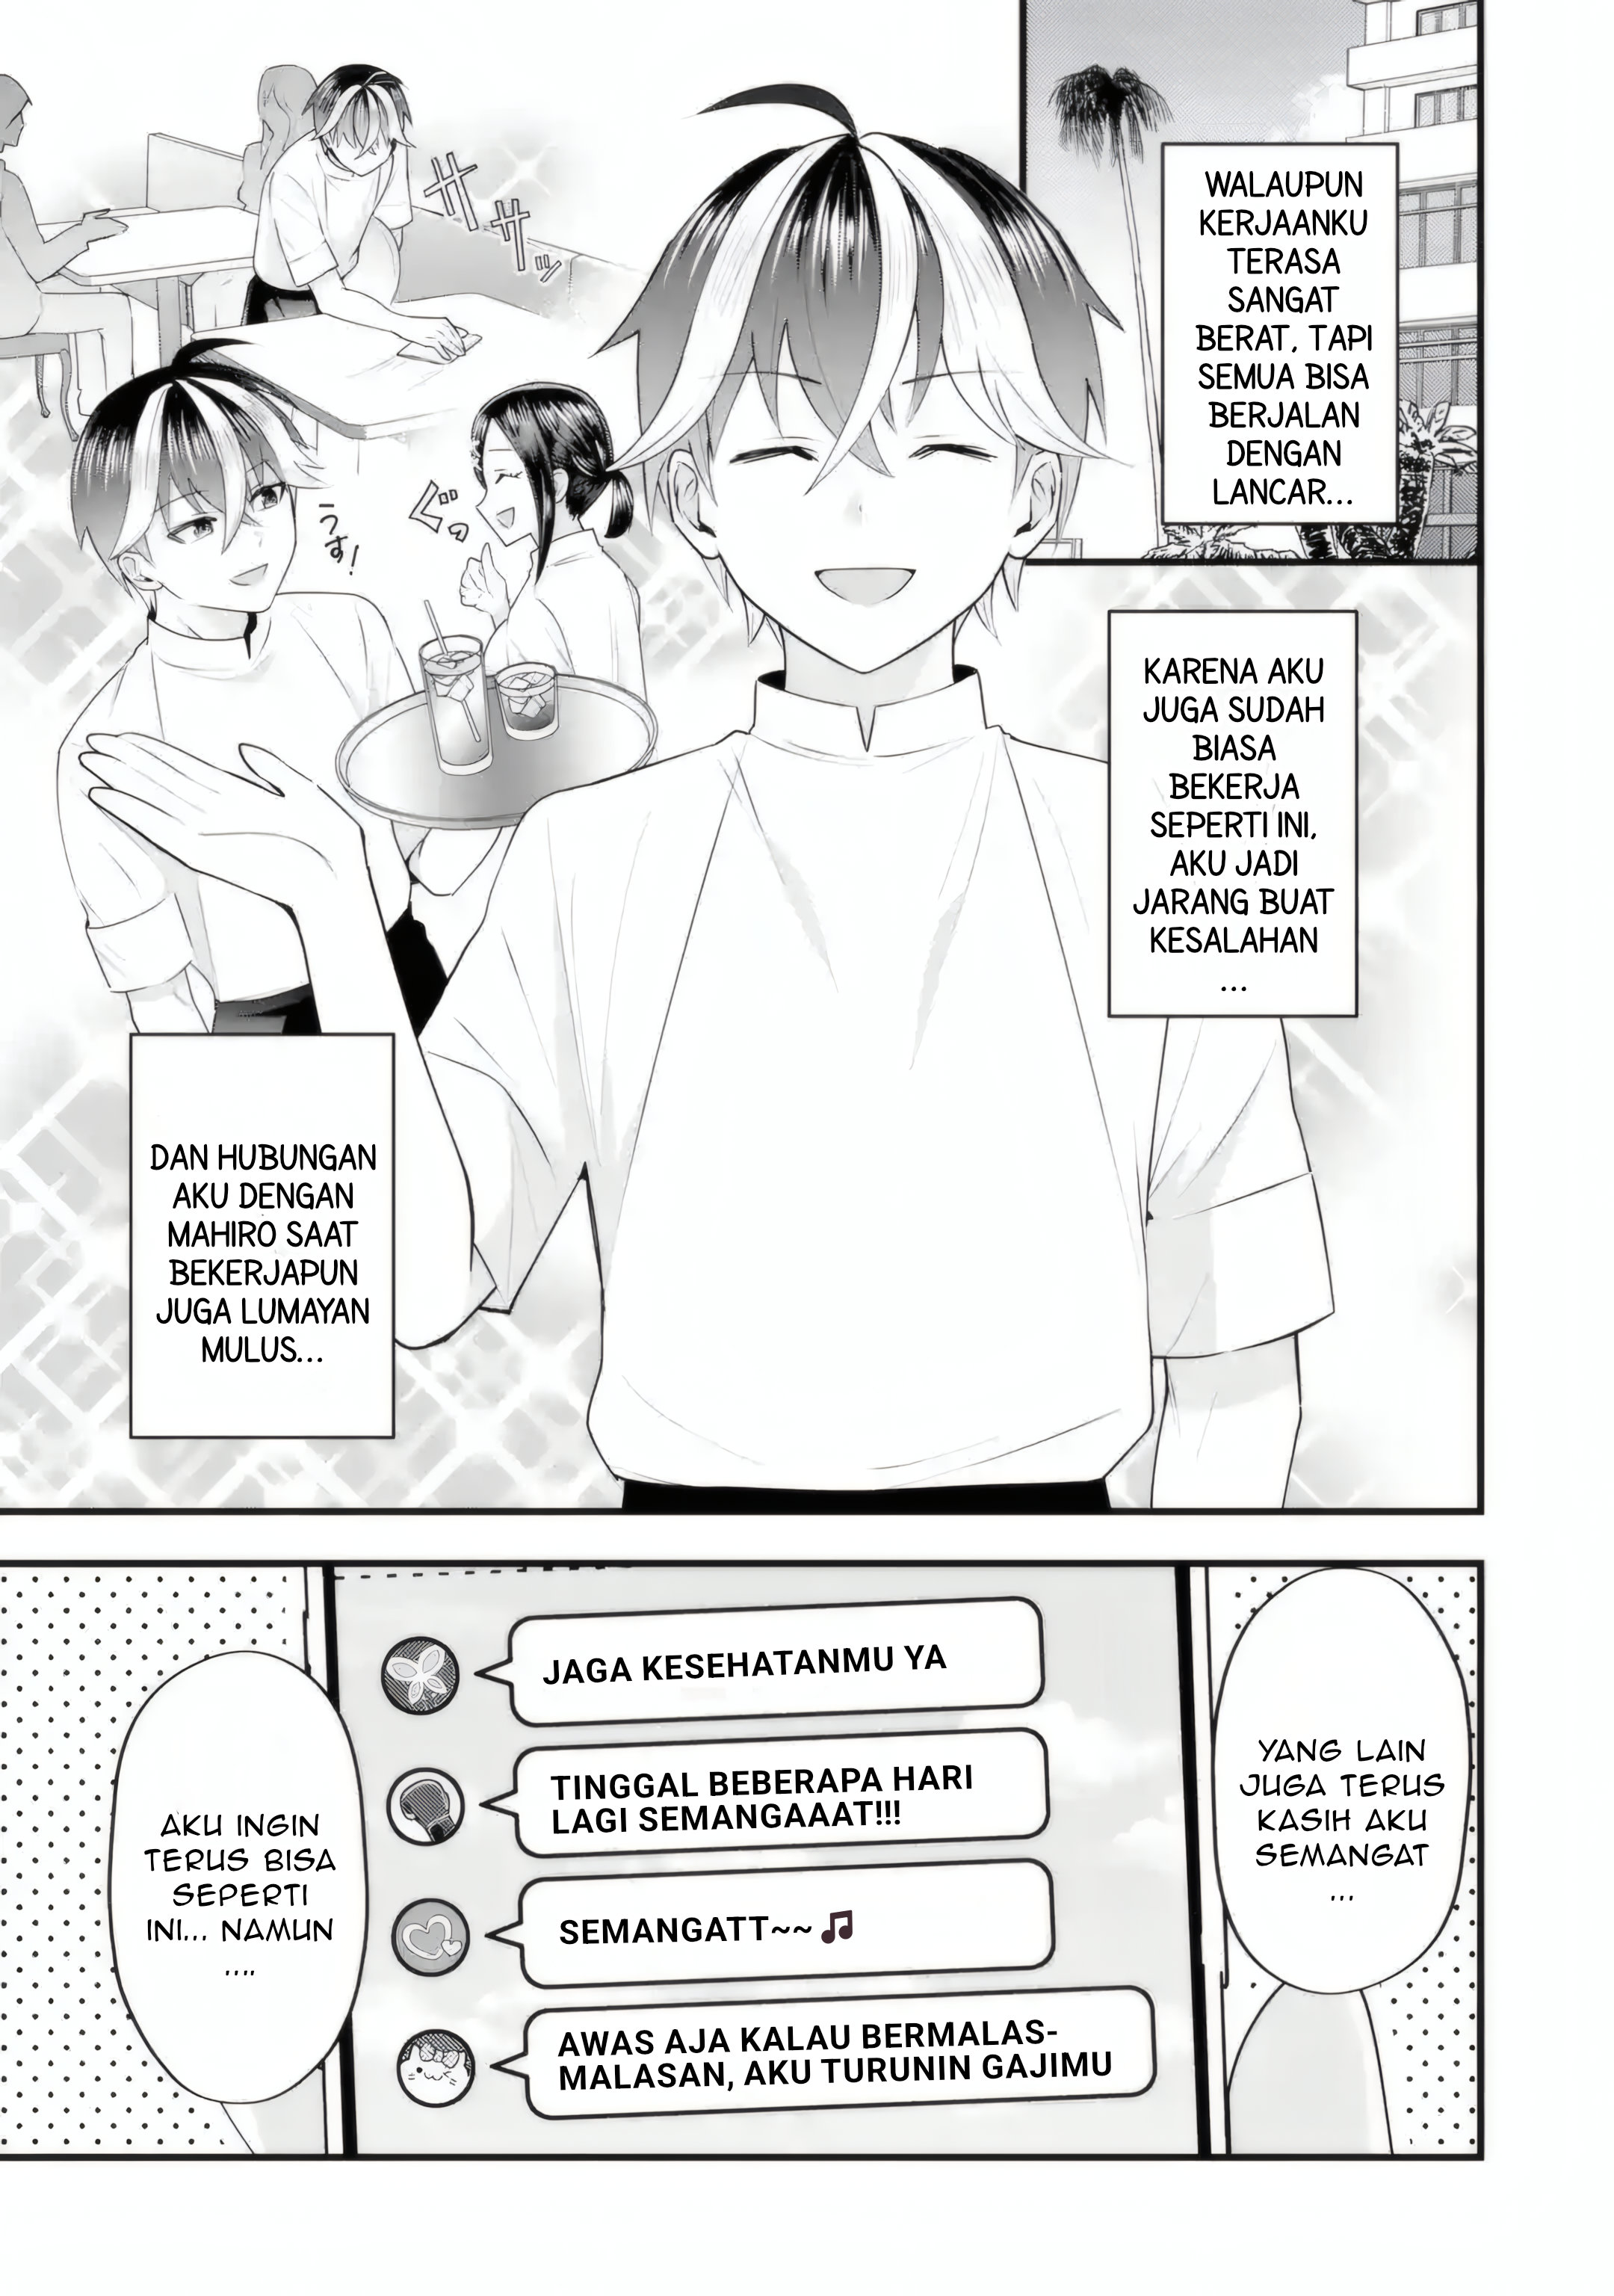 WALAUPUN
KERJAANKU
TERASA
SANGAT
BERAT, TAPI
SEMUA BISA
BERJALAN
DENGAN
LANCAR...
KARENA AKU
JUGA SUDAH
BIASA
BEKERJA
SEPERTI INI,
AKU JADI
JARANG BUAT
KESALAHAN
...
ササッ
ぐっ
うす!
DAN HUBUNGAN
AKU DENGAN
MAHIRO SAAT
BEKERJAPUN
JUGA LUMAYAN
MULUS...
YANG LAIN
JUGA TERUS
KASIH AKU
SEMANGAT
...
JAGA KESEHATANMU YA
TINGGAL BEBERAPA HARI
LAGI SEMANGAAAT!!!
SEMANGATT~~🎵
AWAS AJA KALAU BERMALAS-
MALASAN, AKU TURUNIN GAJIMU
AKU INGIN
TERUS BISA
SEPERTI
INI... NAMUN
....